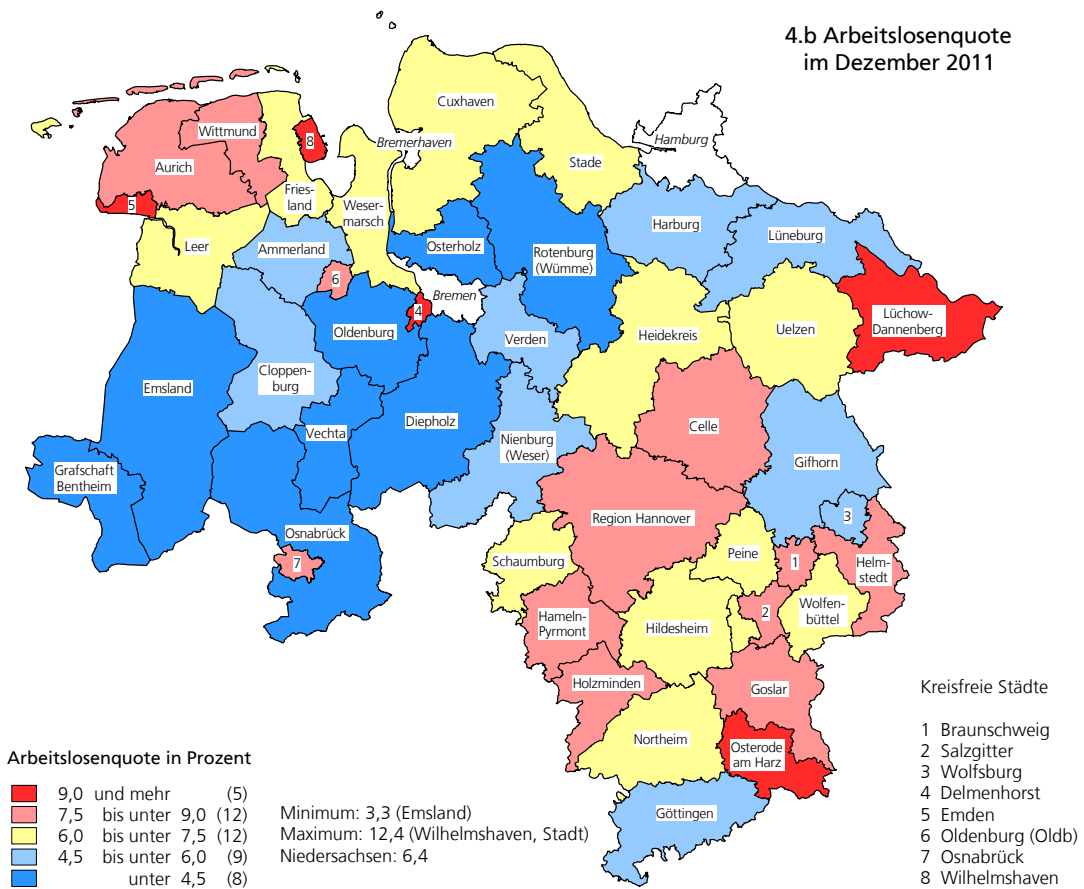 4.b Arbeitslosenquote
im Dezember 2011
Cuxhaven
Wittmund
8
Bremerhaven
Hamburg
Stade
Aurich
Fries-
land
5
Weser-
marsch
Harburg
Lüneburg
Leer
Ammerland
Osterholz
Rotenburg
(Wümme)
6
Bremen
4
Lüchow-
Dannenberg
Oldenburg
Verden
Heidekreis
Uelzen
Emsland
Cloppen-
burg
Diepholz
Celle
Vechta
Nienburg
(Weser)
Gifhorn
Grafschaft
Bentheim
Region Hannover
3
Osnabrück
7
Schaumburg
Peine
1
Helm-
stedt
Hameln-
Pyrmont
Hildesheim
2
Wolfen-
büttel
Holzminden
Goslar
Northeim
Osterode
am Harz
Göttingen
Kreisfreie Städte
1 Braunschweig
2 Salzgitter
3 Wolfsburg
4 Delmenhorst
5 Emden
6 Oldenburg (Oldb)
7 Osnabrück
8 Wilhelmshaven
Arbeitslosenquote in Prozent
9,0 und mehr (5)
7,5 bis unter 9,0 (12)
6,0 bis unter 7,5 (12)
4,5 bis unter 6,0 (9)
unter 4,5 (8)
Minimum: 3,3 (Emsland)
Maximum: 12,4 (Wilhelmshaven, Stadt)
Niedersachsen: 6,4